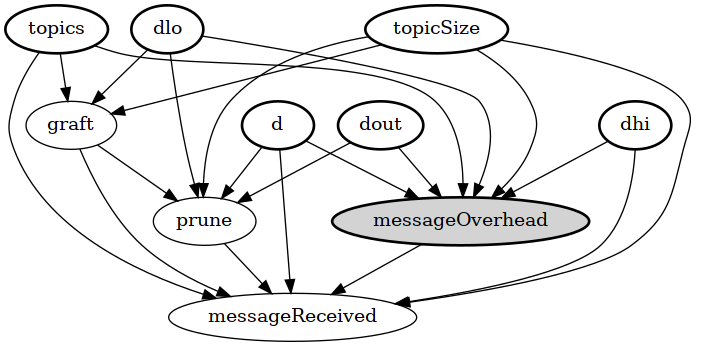 topics
dlo
topicSize
graft
d
dout
dhi
prune
messageOverhead
messageReceived